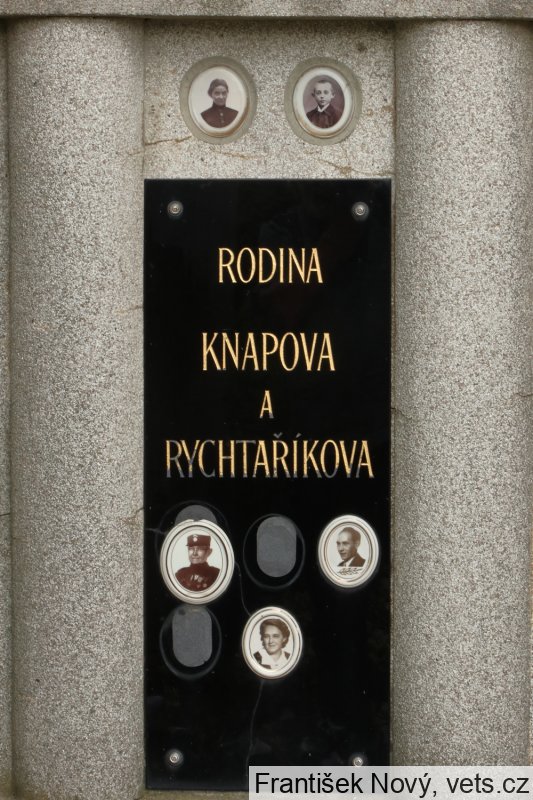 RODINA
KNAPOVA
A
RYCHTAŘÍKOVA
František Nový, vets.cz